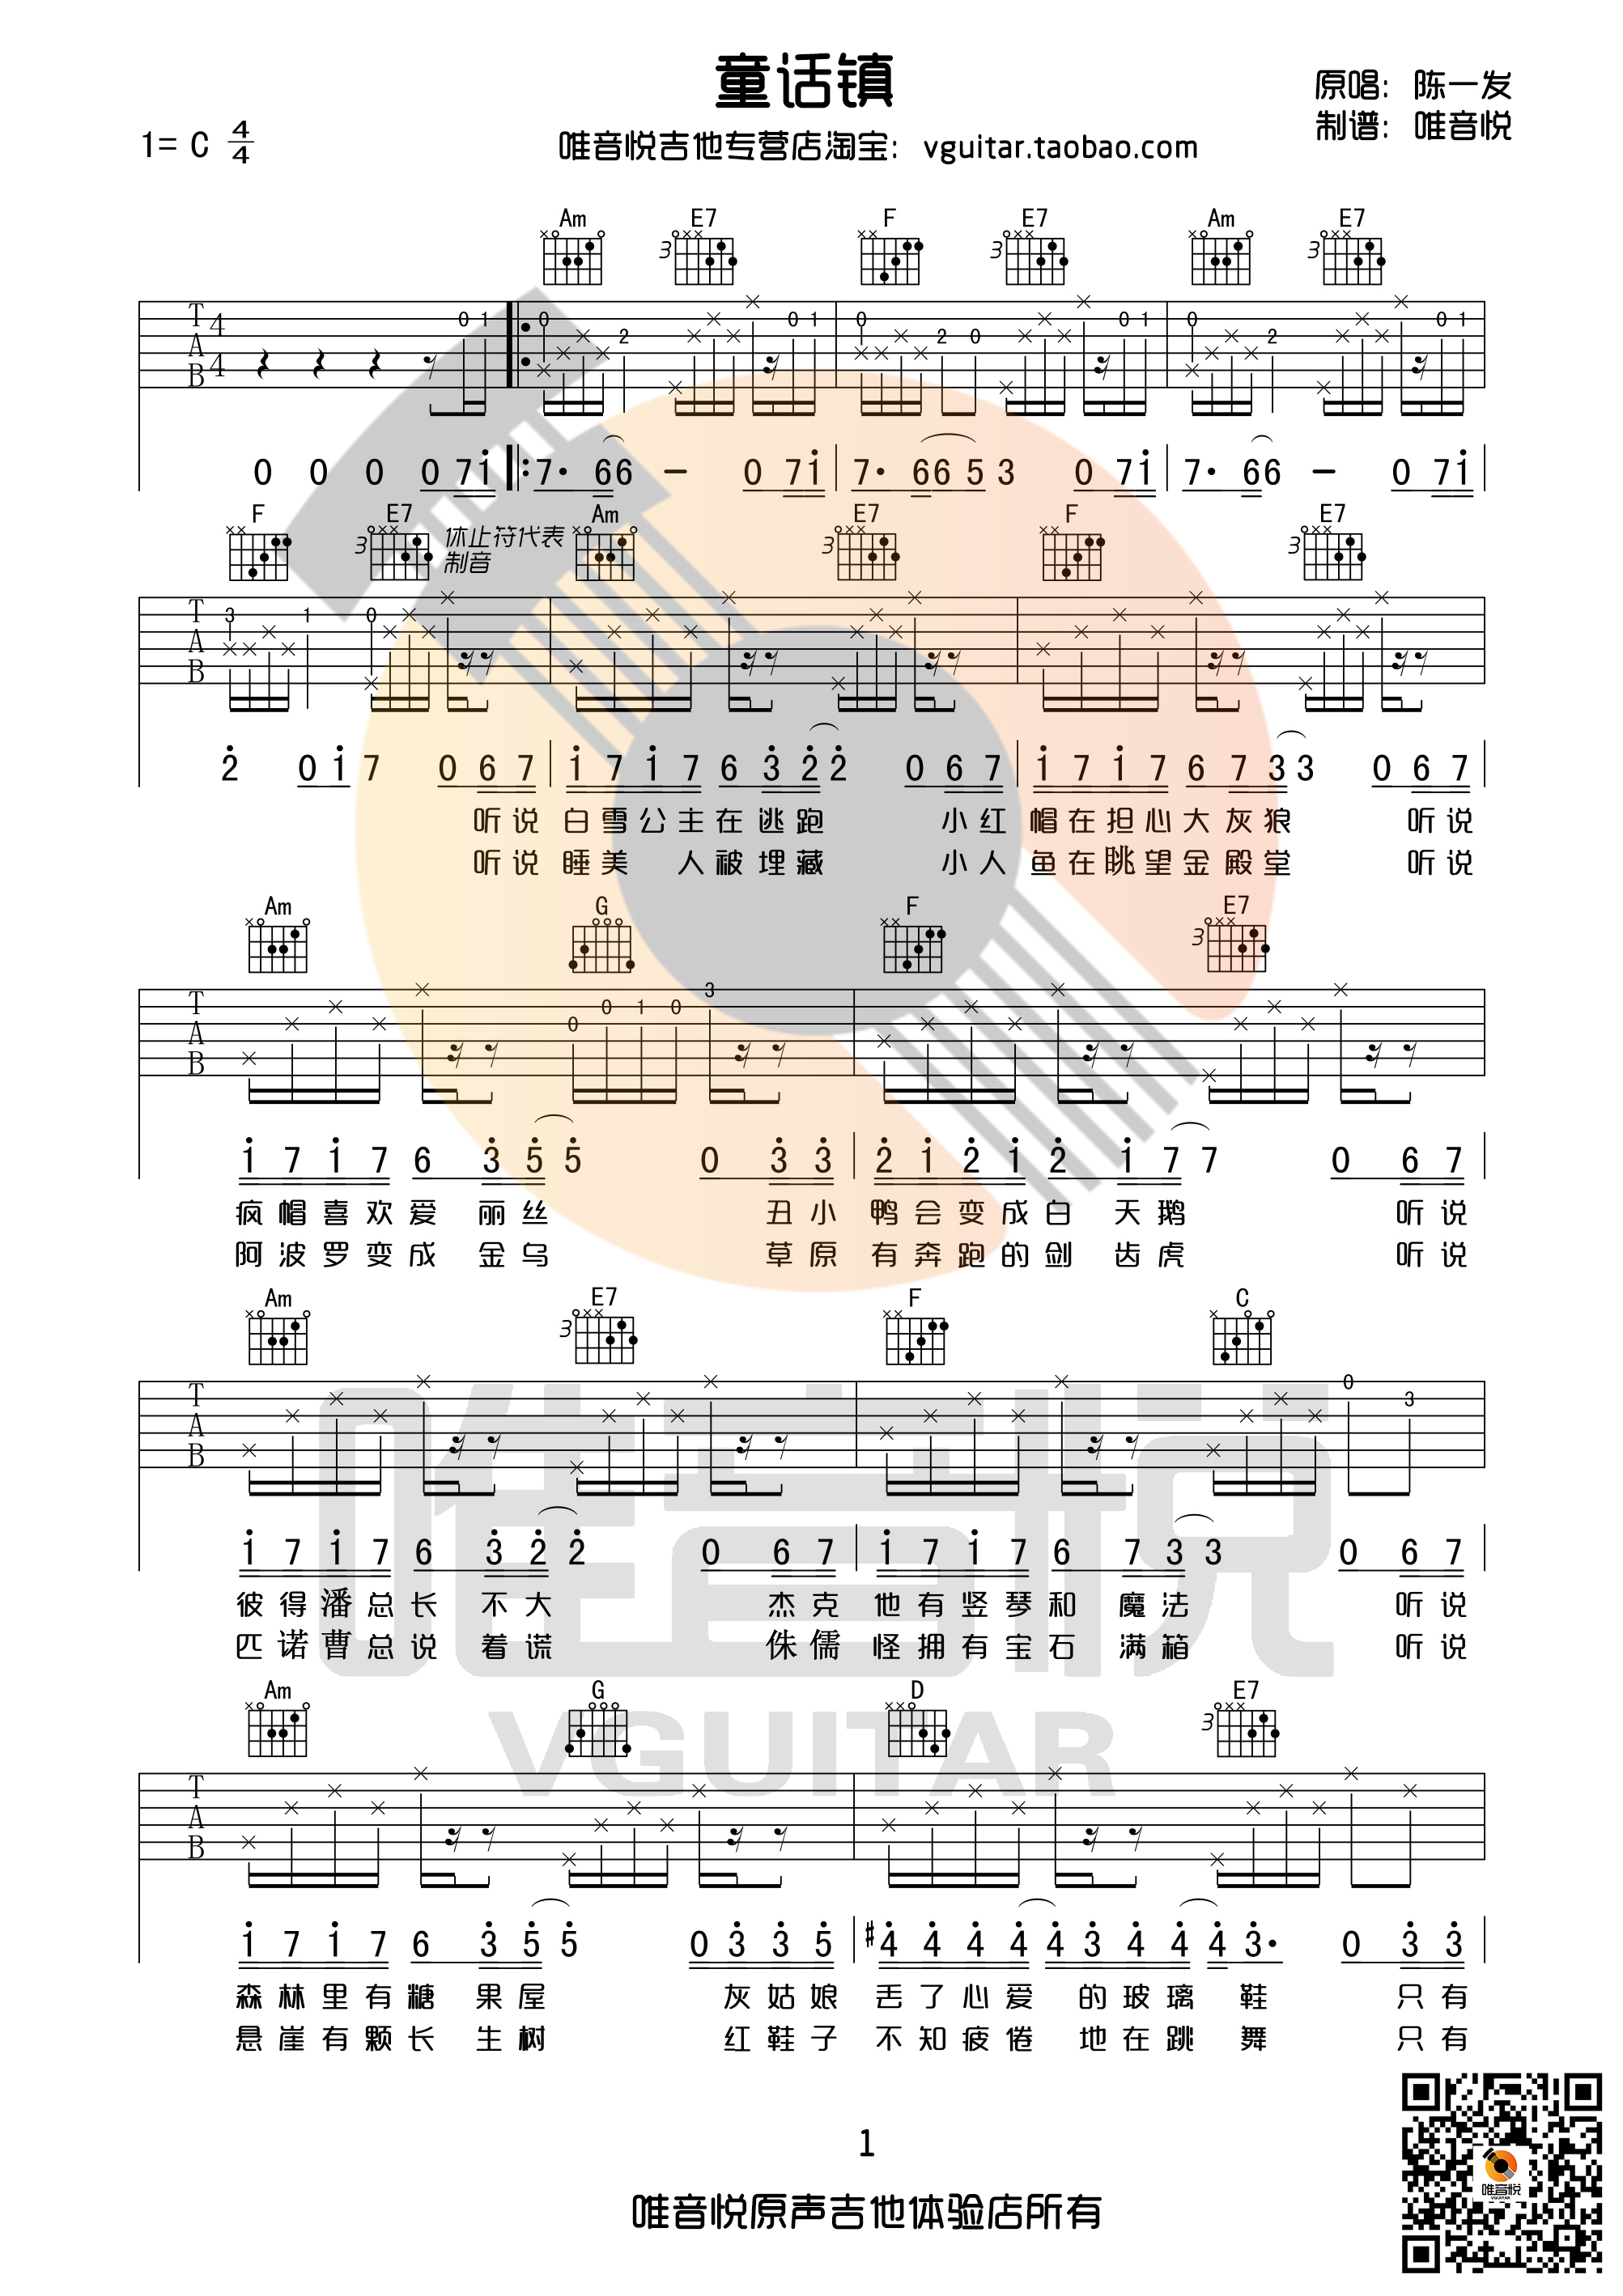 童话镇
原唱：陈一发
制谱：唯音悦
1= C 4/4
唯音悦吉他专营店淘宝：vguitar.taobao.com
Am E7 F E7 Am E7
0 0 0 0 7 i 7· 6 6 — 0 7 i 7· 6 6 5 3 0 7 i 7· 6 6 — 0 7 i
F E7 休止符代表制音 Am E7 F E7
2 0 i 7 0 6 7 i 7 i 7 6 3 2 2 0 6 7 i 7 i 7 6 7 3 3 0 6 7
听说 白雪公主在逃跑 小红 帽在担心大灰狼 听说
听说 睡美 人被埋藏 小人 鱼在眺望金殿堂 听说
Am G F E7
i 7 i 7 6 3 5 5 0 3 3 2 i 2 i 2 i 7 7 0 6 7
疯帽喜欢爱丽丝 丑小 鸭会变成白天鹅 听说
阿波罗变成金乌 草原 有奔跑的剑齿虎 听说
Am E7 F C
i 7 i 7 6 3 2 2 0 6 7 i 7 i 7 6 7 3 3 0 6 7
彼得潘总长不大 杰克 他有竖琴和魔法 听说
匹诺曹总说着谎 侏儒 怪拥有宝石满箱 听说
唯音悦
VGUITAR
Am G D E7
i 7 i 7 6 3 5 5 0 3 3 5 #4 4 4 4 4 3 4 4 4 3· 0 3 3
森林里有糖果屋 灰姑娘 丢了心爱 的玻璃 鞋 只有
悬崖有颗长生树 红鞋子 不知疲倦 地在跳 舞 只有
1
唯音悦原声吉他体验店所有
唯音悦
VGUITAR